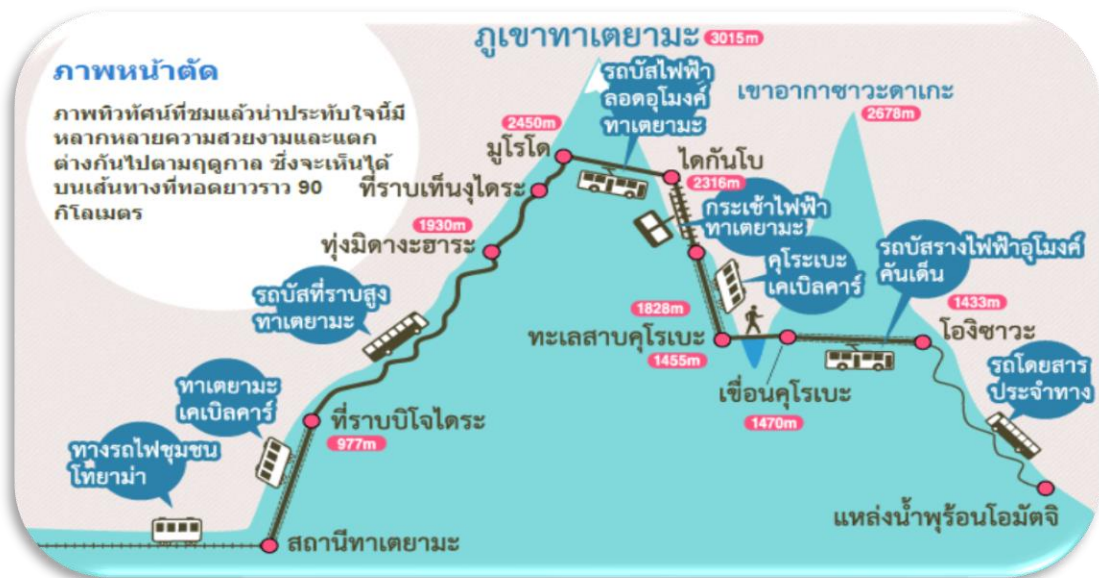 ภูเขาทาเตยามะ 3015m
ภาพหน้าตัด
ภาพทิวทัศน์ที่ชมแล้วน่าประทับใจนี้มี
หลากหลายความสวยงามและแตก
ต่างกันไปตามฤดูกาล ซึ่งจะเห็นได้
บนเส้นทางที่ทอดยาวราว 90
กิโลเมตร
รถบัสไฟฟ้า
ลอดอุโมงค์
ทาเตยามะ
เขาอากาซาวะดาเกะ
2678m
2450m
มูโรโด
ไดกันโบ
2316m
ที่ราบเท็นงุไดระ
กระเช้าไฟฟ้า
ทาเตยามะ
1930m
ทุ่งมิดางะฮาระ
คุโรเบะ
เคเบิลคาร์
รถบัสรางไฟฟ้าอุโมงค์
คันเด็น
รถบัสที่ราบสูง
ทาเตยามะ
1828m
1433m
ทะเลสาบคุโรเบะ
1455m
โอกิซาวะ
รถโดยสาร
ประจำทาง
ทาเตยามะ
เคเบิลคาร์
เขื่อนคุโรเบะ
1470m
ที่ราบบิโจไดระ
977m
ทางรถไฟชุมชน
โทยาม่า
แหล่งน้ำพุร้อนโอมัตจิ
สถานีทาเตยามะ